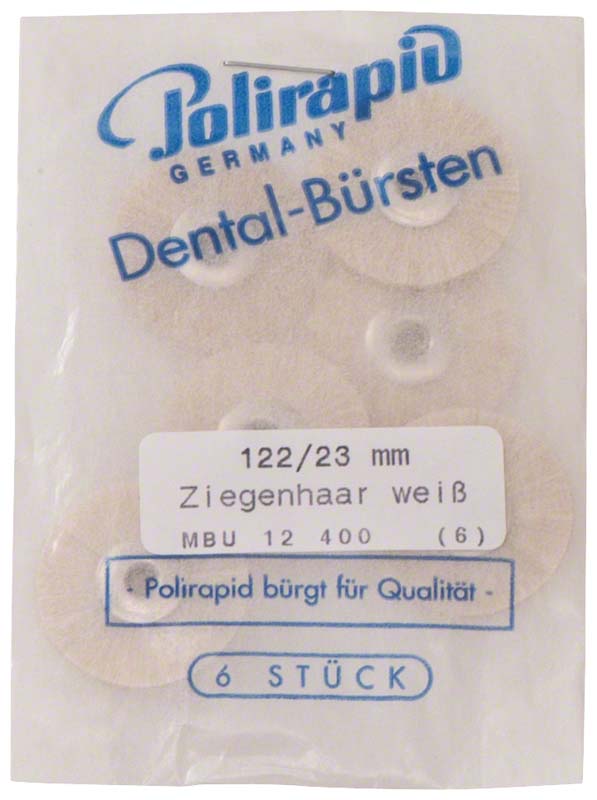 Polirapid
GERMANY
Dental-Bürsten
122/23 mm
Ziegenhaar weiß
MBU 12 400 (6)
- Polirapid bürgt für Qualität -
6 STÜCK